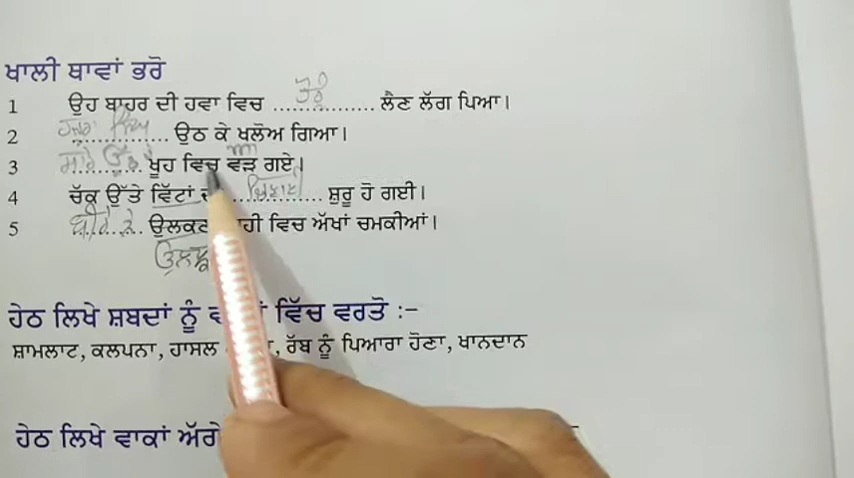 ਖਾਲੀ ਥਾਵਾਂ ਭਰੋ
1 ਉਹ ਬਾਹਰ ਦੀ ਹਵਾ ਵਿਚ ................ ਲੈਣ ਲੱਗ ਪਿਆ।
2 ................ ਉਠ ਕੇ ਖਲੋਅ ਗਿਆ।
3 ਸਾਰੇ ............ ਖੂਹ ਵਿਚ ਵੜ ਗਏ।
4 ਚੱਕ ਉੱਤੇ ਵਿੱਟਾਂ ਦ ................ ਸ਼ੁਰੂ ਹੋ ਗਈ।
5 ............ ਉਲਕਣ ਹੀ ਵਿਚ ਅੱਖਾਂ ਚਮਕੀਆਂ।
ਹੇਠ ਲਿਖੇ ਸ਼ਬਦਾਂ ਨੂੰ ਵ ਾਂ ਵਿੱਚ ਵਰਤੋ :-
ਸ਼ਾਮਲਾਟ, ਕਲਪਨਾ, ਹਾਸਲ , ਰੱਬ ਨੂੰ ਪਿਆਰਾ ਹੋਣਾ, ਖਾਨਦਾਨ
ਹੇਠ ਲਿਖੇ ਵਾਕਾਂ ਅੱਗੇ